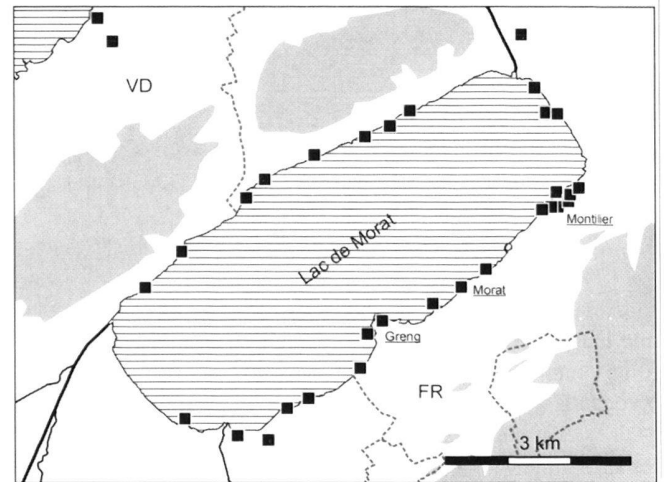 VD
Lac de Morat
Montilier
Morat
Greng
FR
3 km